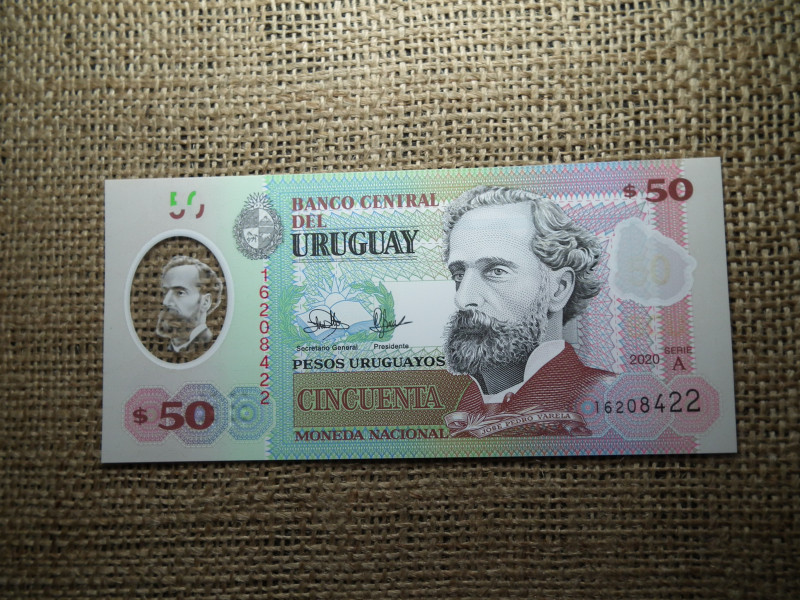 BANCO CENTRAL
DEL
URUGUAY
$ 50
50
16208422
Secretario General Presidente
PESOS URUGUAYOS
CINCUENTA
MONEDA NACIONAL
JOSÉ PEDRO VARELA
2020 SERIE
A
16208422
$ 50